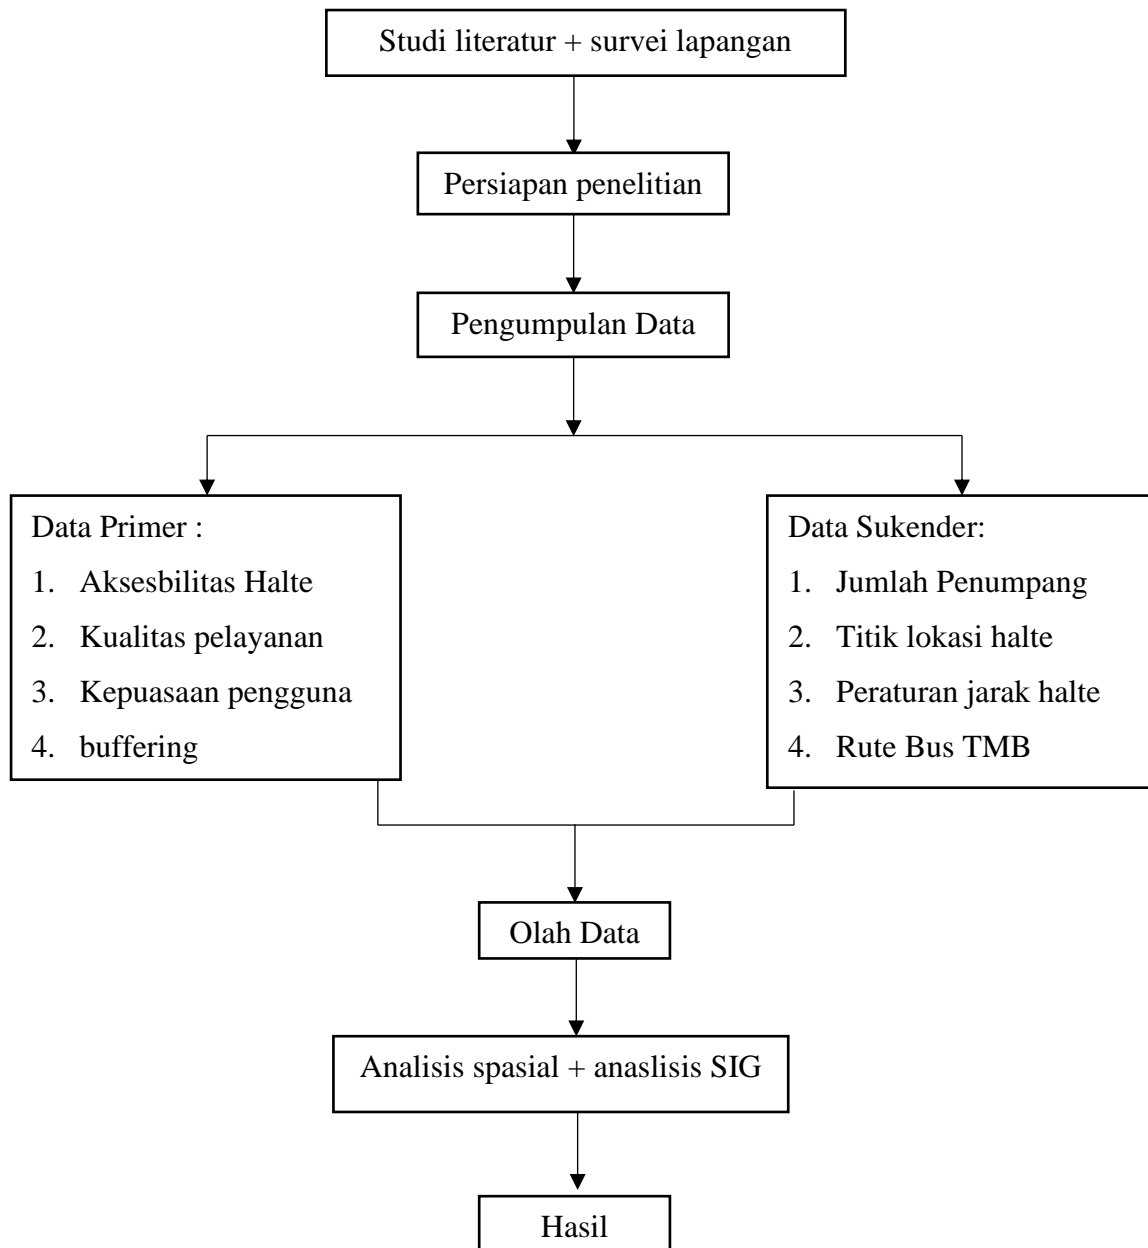 Studi literatur + survei lapangan
Persiapan penelitian
Pengumpulan Data
Data Primer :
1. Aksesbilitas Halte
2. Kualitas pelayanan
3. Kepuasaan pengguna
4. buffering
Data Sukender:
1. Jumlah Penumpang
2. Titik lokasi halte
3. Peraturan jarak halte
4. Rute Bus TMB
Olah Data
Analisis spasial + anaslisis SIG
Hasil